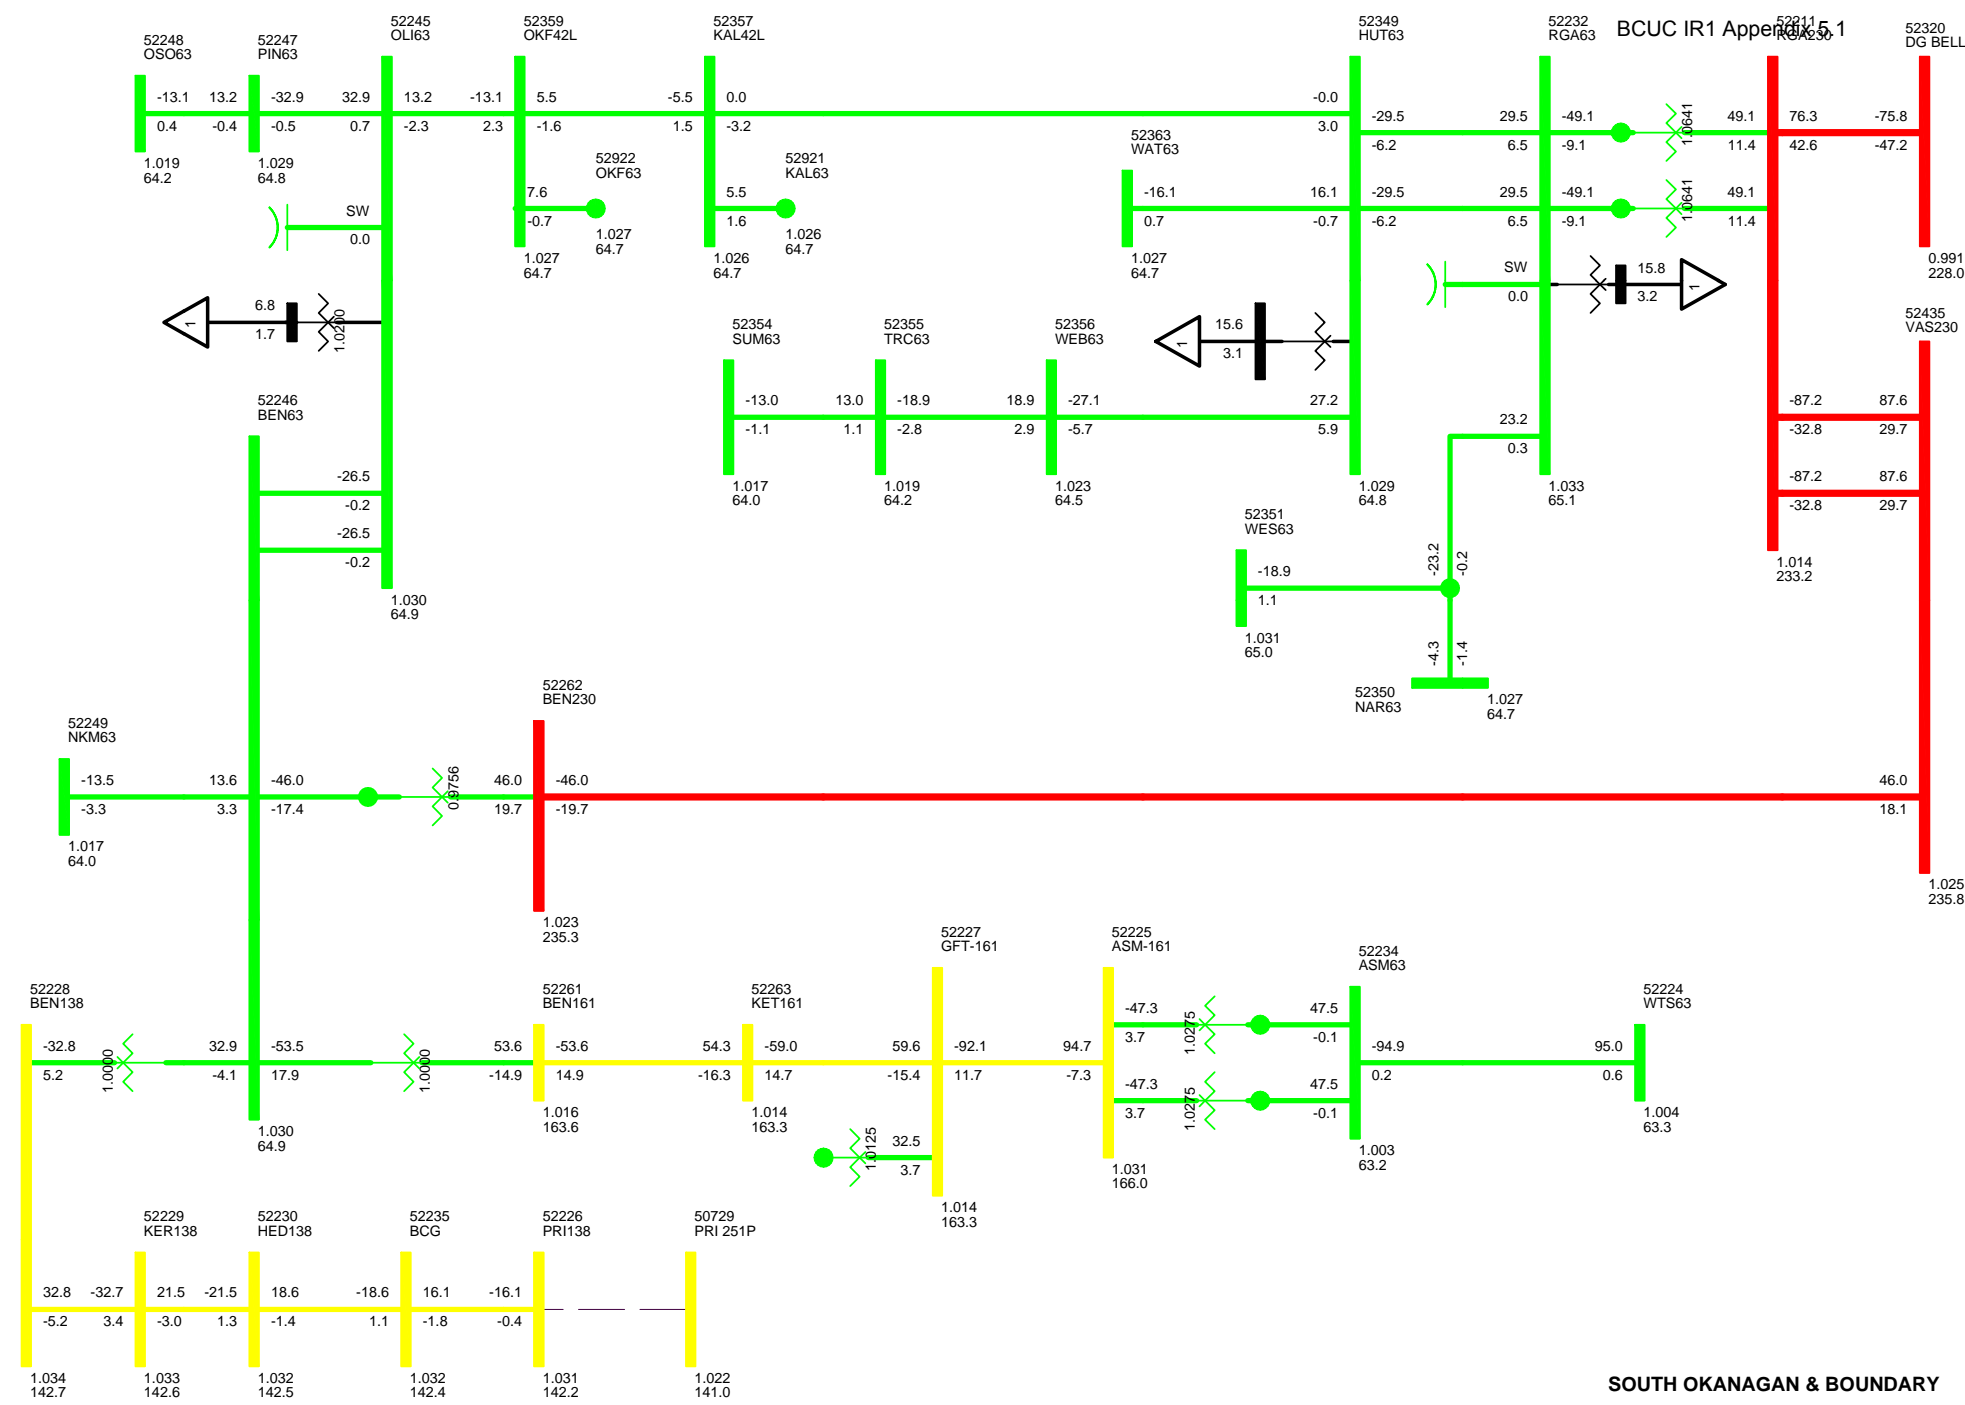 BCUC IR1 Appendix 5.1
52248
OSO63
52247
PIN63
52245
OLI63
52359
OKF42L
52357
KAL42L
52349
HUT63
52232
RGA63
52211
RGA230
52320
DG BELL
-13.1 13.2 -32.9 32.9 13.2 -13.1 5.5 -5.5 0.0 -0.0
0.4 -0.4 -0.5 0.7 -2.3 2.3 -1.6 1.5 -3.2 3.0
-29.5 29.5 -49.1 1.0641 49.1 76.3 -75.8
-6.2 6.5 -9.1 11.4 42.6 -47.2
1.019
64.2
1.029
64.8
52922
OKF63
7.6
-0.7
1.027
64.7
1.027
64.7
52921
KAL63
5.5
1.6
1.026
64.7
1.026
64.7
52363
WAT63
-16.1 16.1 -29.5 29.5 -49.1 1.0641 49.1
0.7 -0.7 -6.2 6.5 -9.1 11.4
1.027
64.7
SW
0.0
SW
0.0
15.8
3.2
1
0.991
228.0
1
6.8
1.7
1.0200
1
15.6
3.1
52435
VAS230
52354
SUM63
52355
TRC63
52356
WEB63
-13.0 13.0 -18.9 18.9 -27.1 27.2
-1.1 1.1 -2.8 2.9 -5.7 5.9
1.017
64.0
1.019
64.2
1.023
64.5
1.029
64.8
1.033
65.1
23.2
0.3
-87.2 87.6
-32.8 29.7
-87.2 87.6
-32.8 29.7
52246
BEN63
-26.5
-0.2
-26.5
-0.2
1.030
64.9
52351
WES63
-18.9
1.1
1.031
65.0
-23.2
-0.2
-4.3
-1.4
52350
NAR63
1.027
64.7
1.014
233.2
52262
BEN230
52249
NKM63
-13.5 13.6 -46.0 0.9756 46.0 -46.0 46.0
-3.3 3.3 -17.4 19.7 -19.7 18.1
1.017
64.0
1.023
235.3
1.025
235.8
52228
BEN138
52261
BEN161
52263
KET161
52227
GFT-161
52225
ASM-161
52234
ASM63
52224
WTS63
-47.3 1.0275 47.5
3.7 -0.1
-32.8 1.0000 32.9 -53.5 1.0000 53.6 -53.6 54.3 -59.0 59.6 -92.1 94.7 -94.9 95.0
5.2 -4.1 17.9 -14.9 14.9 -16.3 14.7 -15.4 11.7 -7.3 0.2 0.6
-47.3 1.0275 47.5
3.7 -0.1
1.030
64.9
1.016
163.6
1.014
163.3
1.0125
32.5
3.7
1.014
163.3
1.031
166.0
1.003
63.2
1.004
63.3
52229
KER138
52230
HED138
52235
BCG
52226
PRI138
50729
PRI 251P
32.8 -32.7 21.5 -21.5 18.6 -18.6 16.1 -16.1
-5.2 3.4 -3.0 1.3 -1.4 1.1 -1.8 -0.4
1.034
142.7
1.033
142.6
1.032
142.5
1.032
142.4
1.031
142.2
1.022
141.0
SOUTH OKANAGAN & BOUNDARY